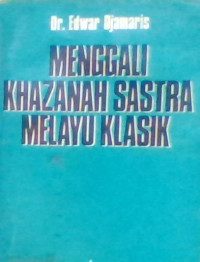 Dr. Edwar Djamaris
MENGGALI
KHAZANAH SASTRA
MELAYU KLASIK